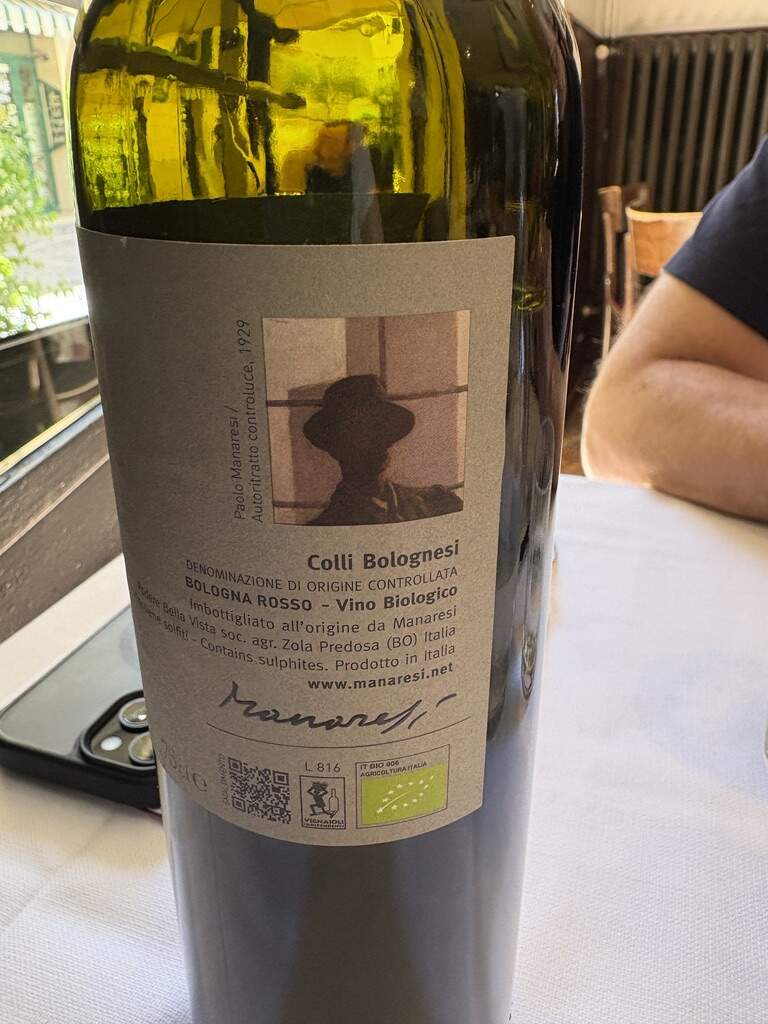 Paolo Manaresi /
Autoritratto controluce, 1929
Colli Bolognesi
DENOMINAZIONE DI ORIGINE CONTROLLATA
BOLOGNA ROSSO - Vino Biologico
Imbottigliato all'origine da Manaresi
Bella Vista soc. agr. Zola Predosa (BO) Italia
solfiti - Contains sulphites. Prodotto in Italia
www.manaresi.net
Manaresi
L 816
IT BIO 006
AGRICOLTURA ITALIA
VIGNAIOLI
INDIPENDENTI